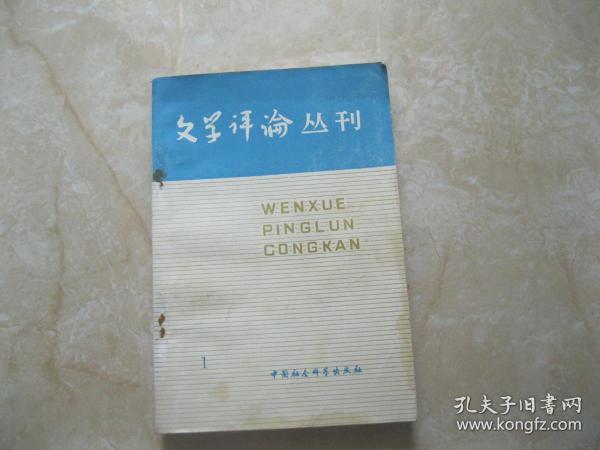 文学评论丛刊
WENXUE
PINGLUN
CONGKAN
1
中国社会科学出版社
孔夫子旧書网
www.kongfz.com